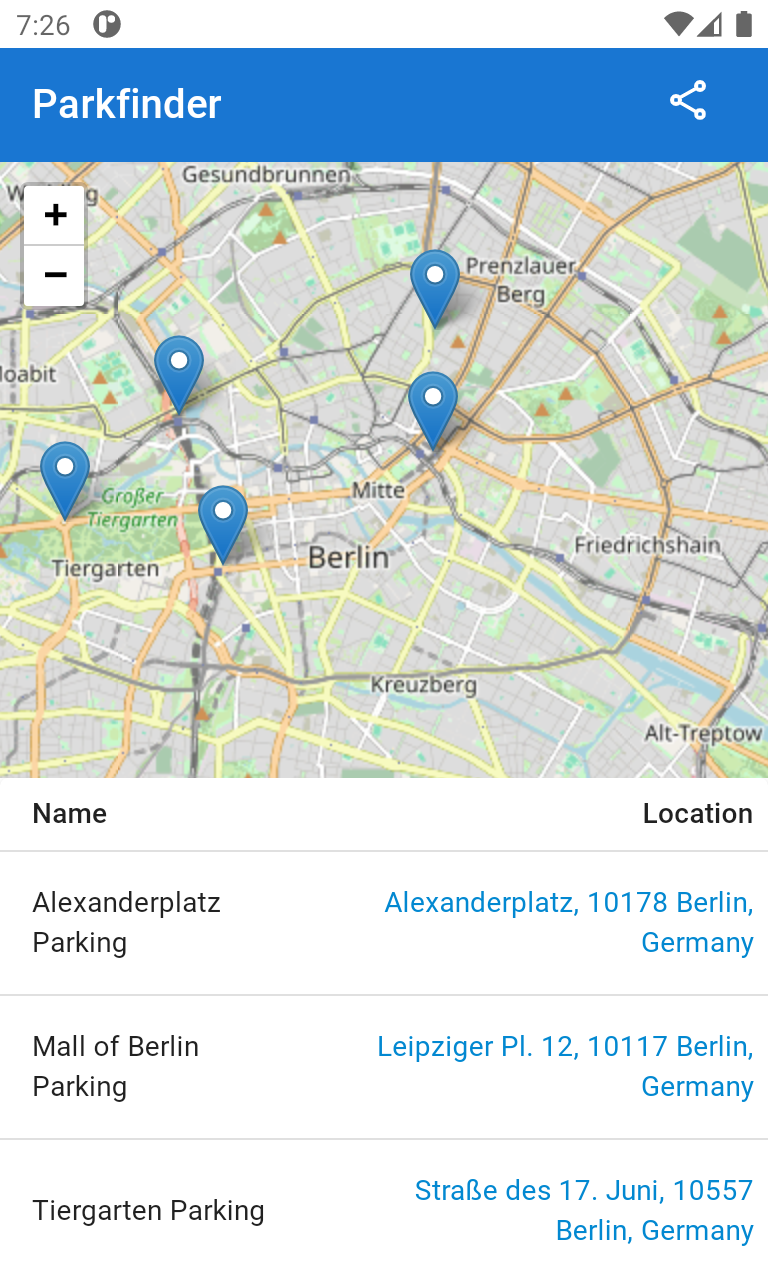 7:26
Parkfinder
Gesundbrunnen
+
−
Prenzlauer
Berg
Mitte
Großer
Tiergarten
Friedrichshain
Berlin
Tiergarten
Kreuzberg
Alt-Treptow
Name Location
Alexanderplatz
Parking
Alexanderplatz, 10178 Berlin,
Germany
Mall of Berlin
Parking
Leipziger Pl. 12, 10117 Berlin,
Germany
Tiergarten Parking
Straße des 17. Juni, 10557
Berlin, Germany